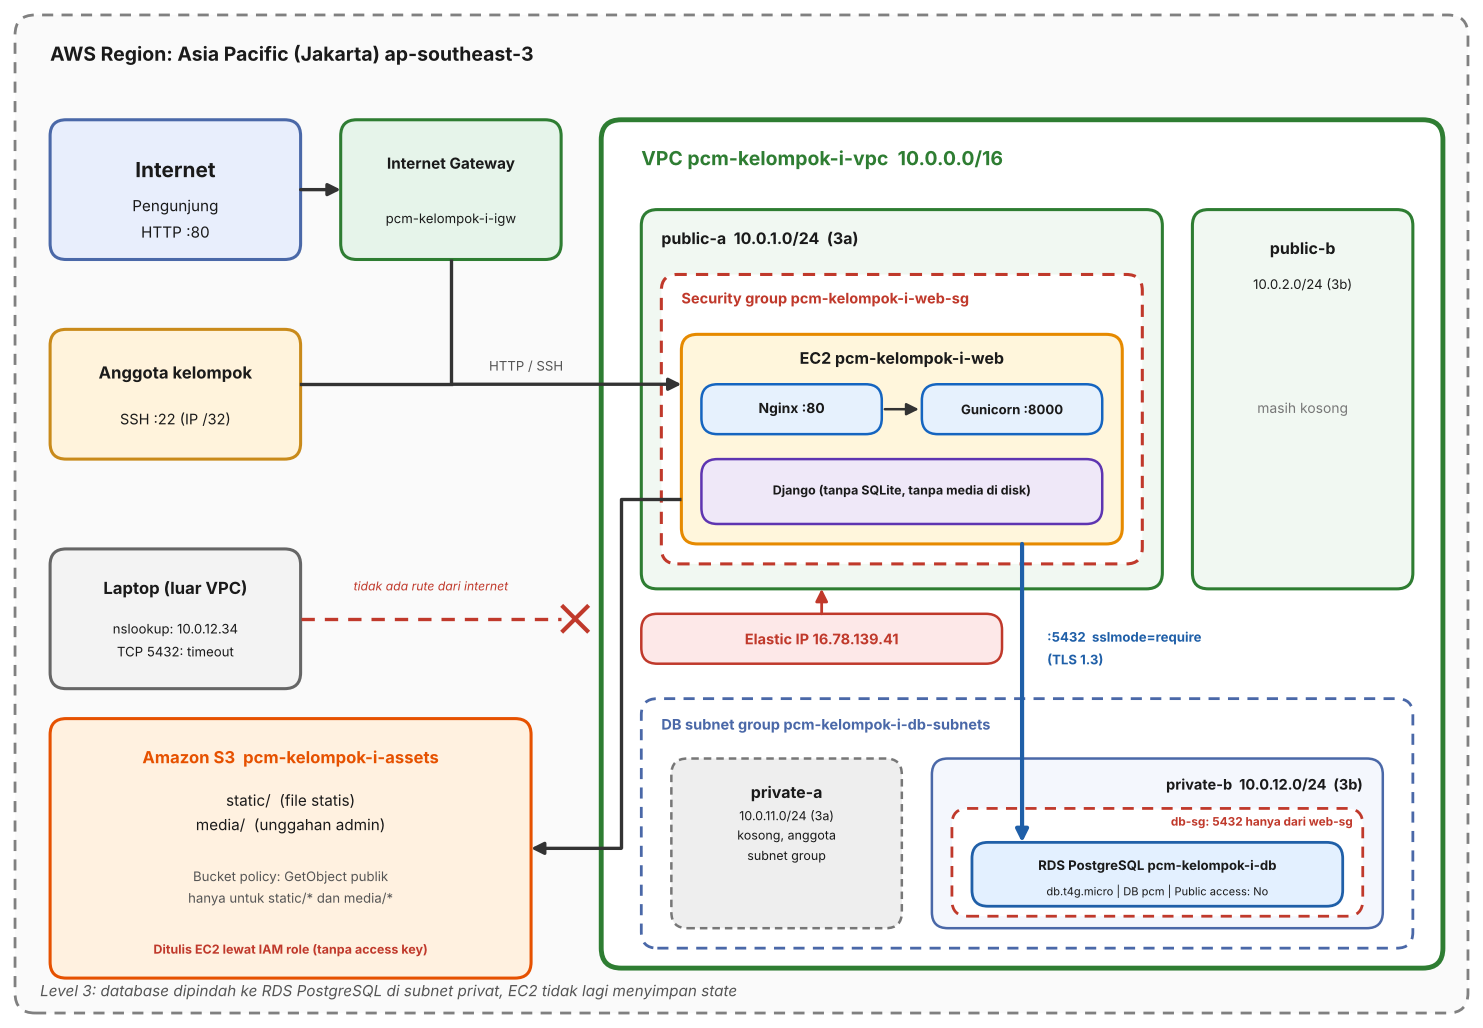 AWS Region: Asia Pacific (Jakarta) ap-southeast-3
Internet
Pengunjung
HTTP :80
Internet Gateway
pcm-kelompok-i-igw
Anggota kelompok
SSH :22 (IP /32)
HTTP / SSH
Laptop (luar VPC)
nslookup: 10.0.12.34
TCP 5432: timeout
tidak ada rute dari internet
Amazon S3  pcm-kelompok-i-assets
static/  (file statis)
media/  (unggahan admin)
Bucket policy: GetObject publik
hanya untuk static/* dan media/*
Ditulis EC2 lewat IAM role (tanpa access key)
VPC pcm-kelompok-i-vpc  10.0.0.0/16
public-a  10.0.1.0/24  (3a)
Security group pcm-kelompok-i-web-sg
EC2 pcm-kelompok-i-web
Nginx :80
Gunicorn :8000
Django (tanpa SQLite, tanpa media di disk)
public-b
10.0.2.0/24 (3b)
masih kosong
Elastic IP 16.78.139.41
:5432  sslmode=require
(TLS 1.3)
DB subnet group pcm-kelompok-i-db-subnets
private-a
10.0.11.0/24 (3a)
kosong, anggota
subnet group
private-b  10.0.12.0/24  (3b)
db-sg: 5432 hanya dari web-sg
RDS PostgreSQL pcm-kelompok-i-db
db.t4g.micro | DB pcm | Public access: No
Level 3: database dipindah ke RDS PostgreSQL di subnet privat, EC2 tidak lagi menyimpan state